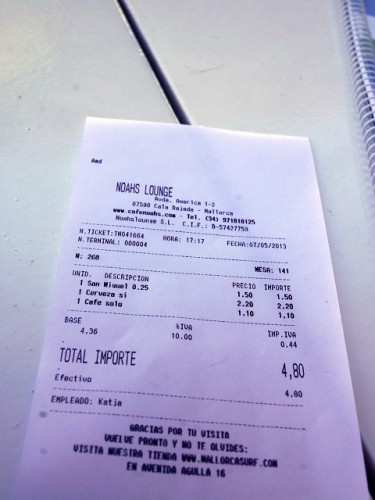 And
NOAHS LOUNGE
Avda. America 1-2
07590 Cala Rajada - Mallorca
www.cafenoahs.com - Tel. (34) 971818125
Noahslounge S.L. C.I.F.: B-57427750
N.TICKET:TM041664 HORA: 17:17 FECHA:07/05/2013
N.TERMINAL: 000004
M: 260 MESA: 141
UNID. DESCRIPCION PRECIO IMPORTE
1 San Miguel 0.25 1,50 1,50
1 Cerveza si 2,20 2,20
1 Cafe solo 1,10 1,10
BASE %IVA IMP.IVA
4.36 10.00 0.44
TOTAL IMPORTE 4,80
Efectivo 4.80
EMPLEADO: Katja
GRACIAS POR TU VISITA
VUELVE PRONTO Y NO TE OLVIDES:
VISITA NUESTRA TIENDA WWW.MALLORCASURF.COM
EN AVENIDA AGULLA 16